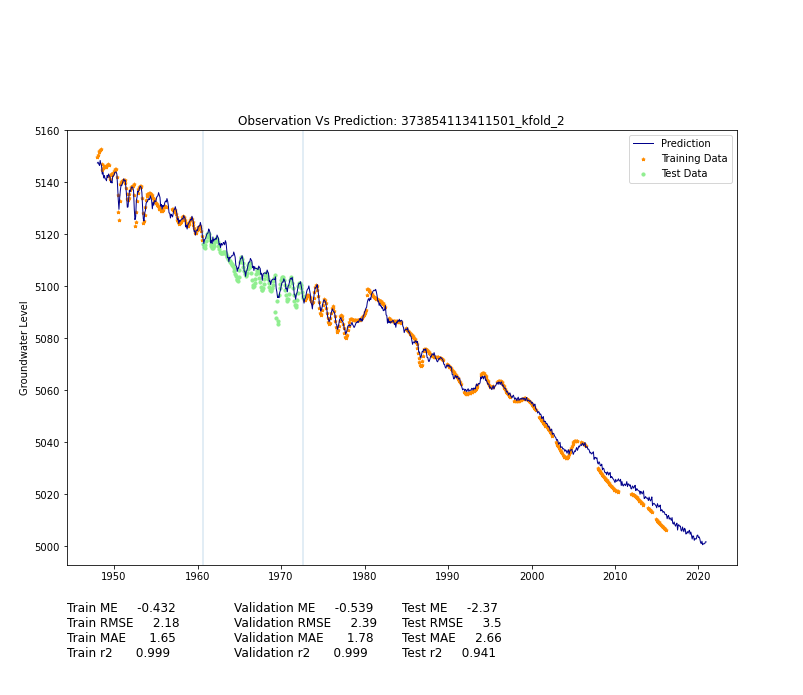 Observation Vs Prediction: 373854113411501_kfold_2
Prediction
Training Data
Test Data
Groundwater Level
5160
5140
5120
5100
5080
5060
5040
5020
5000
1950 1960 1970 1980 1990 2000 2010 2020
Train ME -0.432 Validation ME -0.539 Test ME -2.37
Train RMSE 2.18 Validation RMSE 2.39 Test RMSE 3.5
Train MAE 1.65 Validation MAE 1.78 Test MAE 2.66
Train r2 0.999 Validation r2 0.999 Test r2 0.941